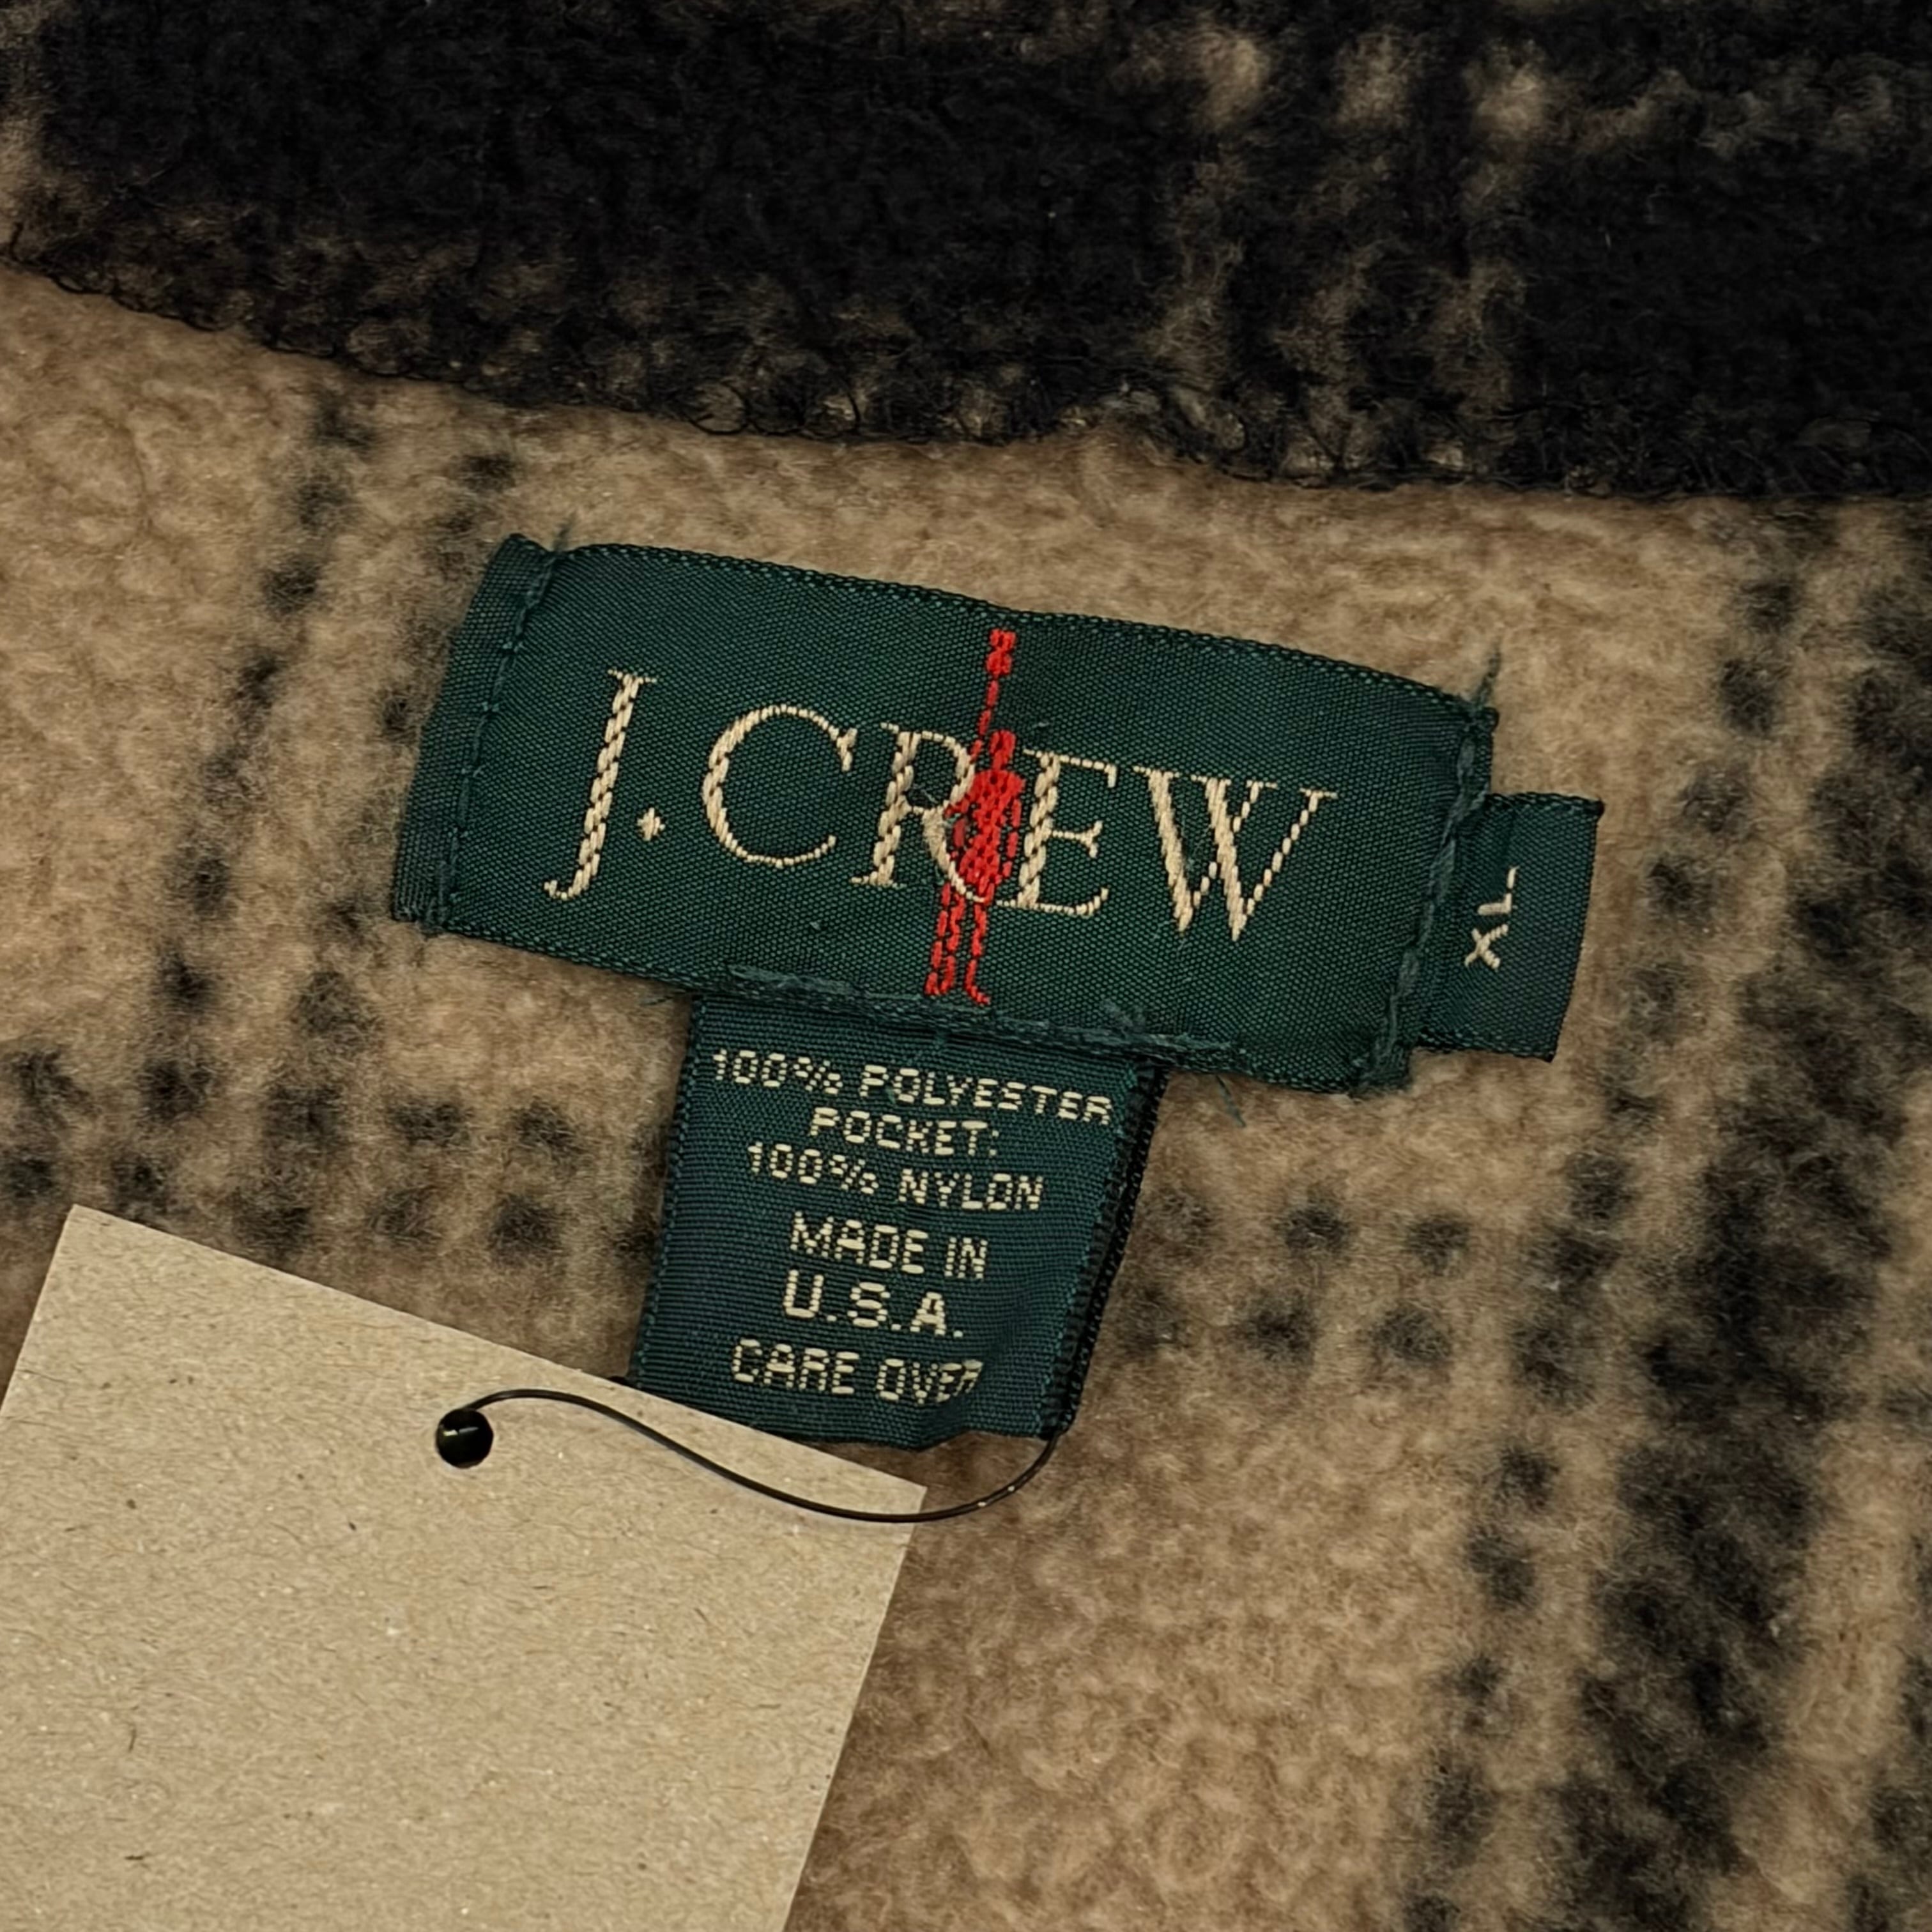 J.CREW
XL
100% POLYESTER
POCKET:
100% NYLON
MADE IN
U.S.A.
CARE OVER